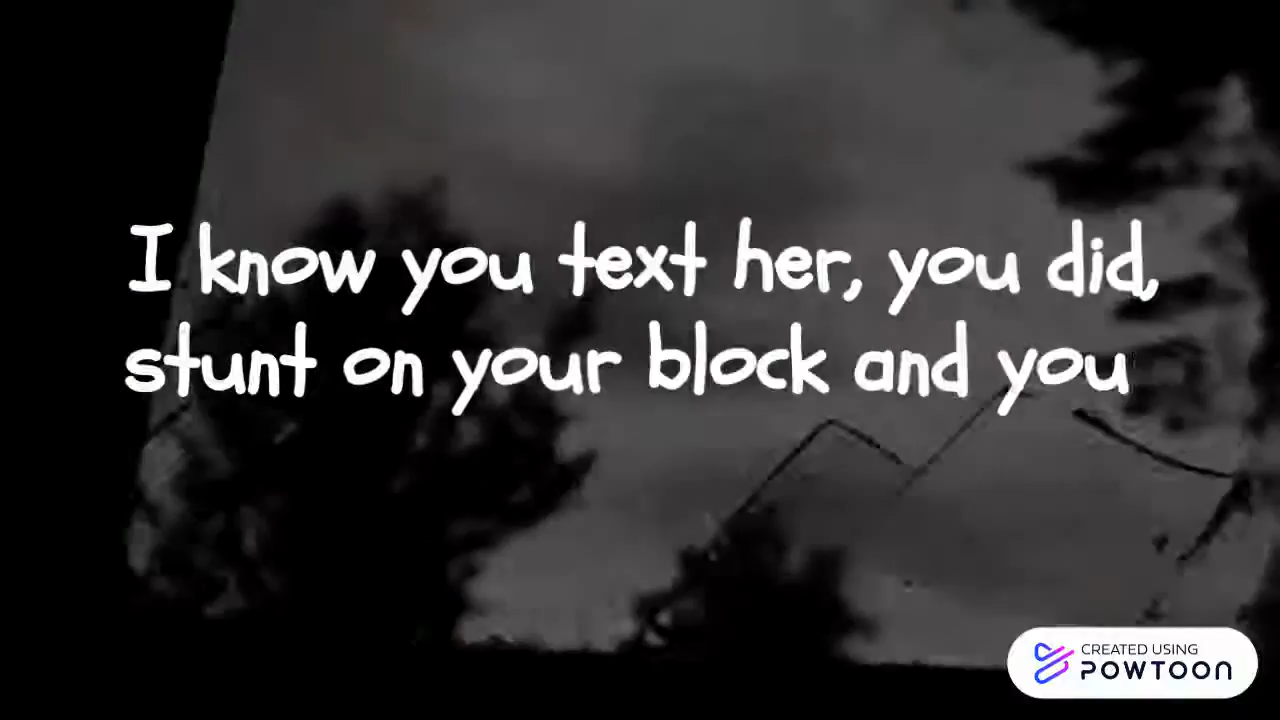 I know you text her, you did,
stunt on your block and you
CREATED USING
POWTOON